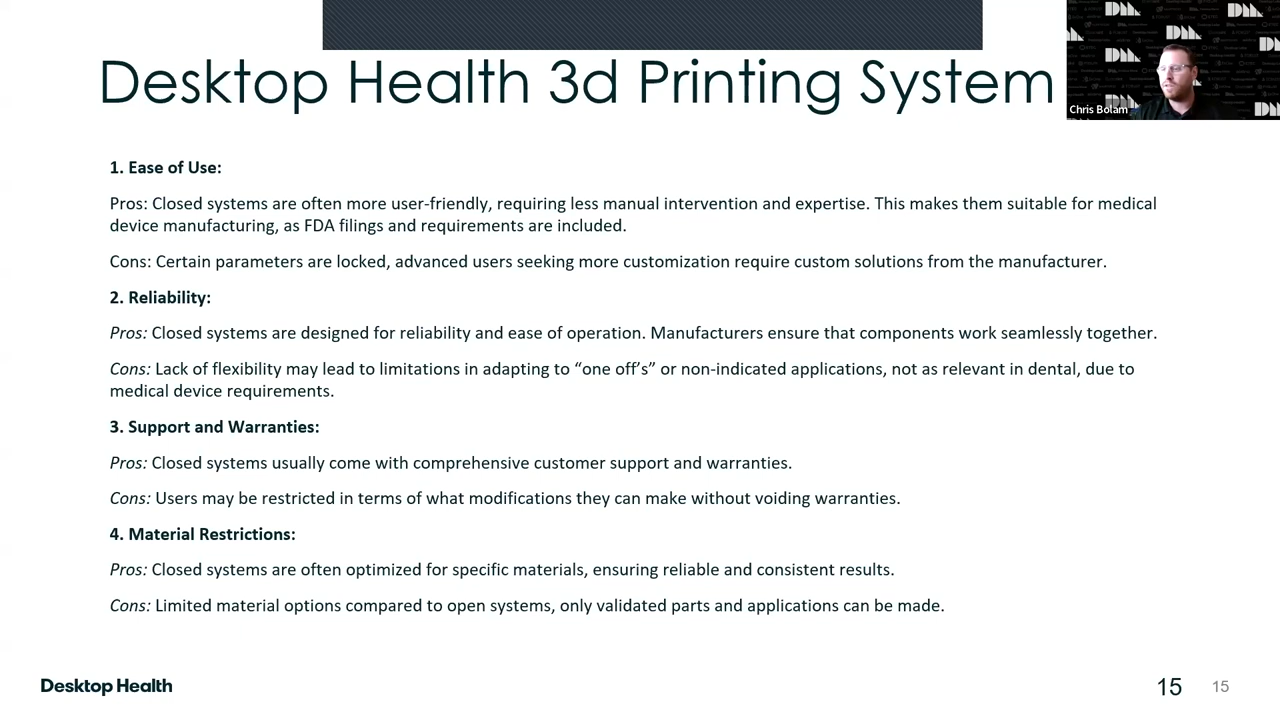 Desktop Health 3d Printing System
Chris Bolam
1. Ease of Use:
Pros: Closed systems are often more user-friendly, requiring less manual intervention and expertise. This makes them suitable for medical
device manufacturing, as FDA filings and requirements are included.
Cons: Certain parameters are locked, advanced users seeking more customization require custom solutions from the manufacturer.
2. Reliability:
Pros: Closed systems are designed for reliability and ease of operation. Manufacturers ensure that components work seamlessly together.
Cons: Lack of flexibility may lead to limitations in adapting to “one off’s” or non-indicated applications, not as relevant in dental, due to
medical device requirements.
3. Support and Warranties:
Pros: Closed systems usually come with comprehensive customer support and warranties.
Cons: Users may be restricted in terms of what modifications they can make without voiding warranties.
4. Material Restrictions:
Pros: Closed systems are often optimized for specific materials, ensuring reliable and consistent results.
Cons: Limited material options compared to open systems, only validated parts and applications can be made.
Desktop Health
15
15